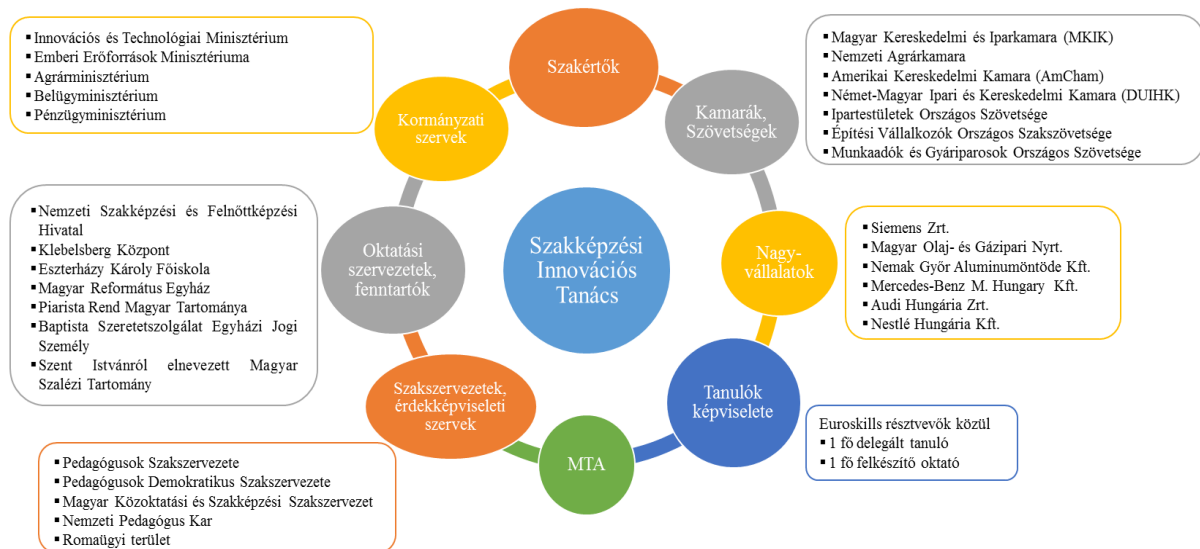 ▪ Innovációs és Technológiai Minisztérium
▪ Emberi Erőforrások Minisztériuma
▪ Agrárminisztérium
▪ Belügyminisztérium
▪ Pénzügyminisztérium
Kormányzati
szervek
Szakértők
Kamarák,
Szövetségek
▪ Magyar Kereskedelmi és Iparkamara (MKIK)
▪ Nemzeti Agrárkamara
▪ Amerikai Kereskedelmi Kamara (AmCham)
▪ Német-Magyar Ipari és Kereskedelmi Kamara (DUIHK)
▪ Ipartestületek Országos Szövetsége
▪ Építési Vállalkozók Országos Szakszövetsége
▪ Munkaadók és Gyáriparosok Országos Szövetsége
▪ Nemzeti Szakképzési és Felnőttképzési
Hivatal
▪ Klebelsberg Központ
▪ Eszterházy Károly Főiskola
▪ Magyar Református Egyház
▪ Piarista Rend Magyar Tartománya
▪ Baptista Szeretetszolgálat Egyházi Jogi
Személy
▪ Szent Istvánról elnevezett Magyar
Szalézi Tartomány
Oktatási
szervezetek,
fenntartók
Szakképzési
Innovációs
Tanács
Nagy-
vállalatok
▪ Siemens Zrt.
▪ Magyar Olaj- és Gázipari Nyrt.
▪ Nemak Győr Aluminumöntöde Kft.
▪ Mercedes-Benz M. Hungary Kft.
▪ Audi Hungária Zrt.
▪ Nestlé Hungária Kft.
Szakszervezetek,
érdekképviseleti
szervek
MTA
Tanulók
képviselete
Euroskills résztvevők közül
▪ 1 fő delegált tanuló
▪ 1 fő felkészítő oktató
▪ Pedagógusok Szakszervezete
▪ Pedagógusok Demokratikus Szakszervezete
▪ Magyar Közoktatási és Szakképzési Szakszervezet
▪ Nemzeti Pedagógus Kar
▪ Romaügyi terület